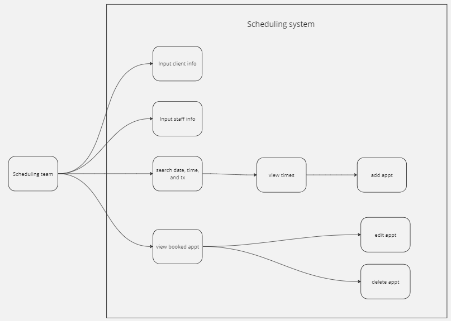 Scheduling system
Input client info
Input staff info
Scheduling team
search date, time,
and tx
view times
add appt
view booked appt
edit appt
delete appt